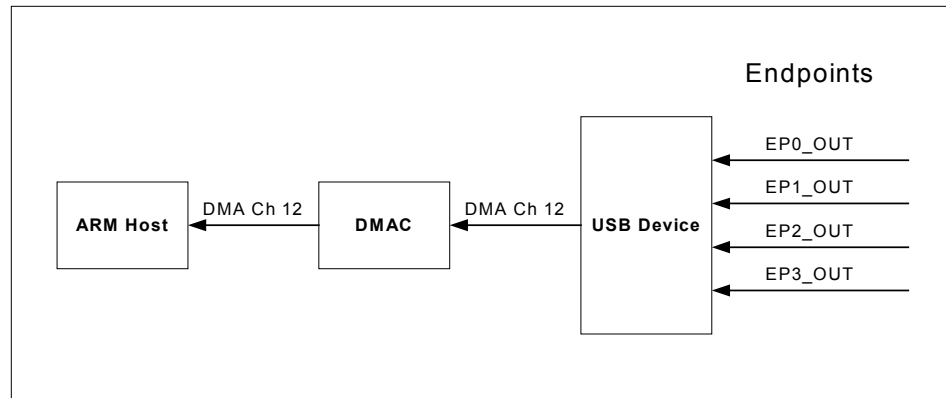 Endpoints
EP0_OUT
EP1_OUT
DMA Ch 12
DMA Ch 12
ARM Host
DMAC
USB Device
EP2_OUT
EP3_OUT